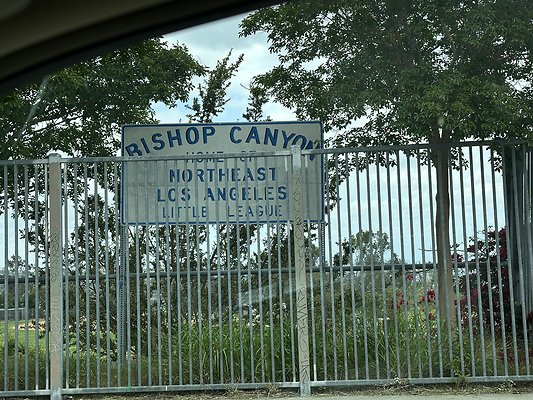 BISHOP CANYON
HOME OF
NORTHEAST
LOS ANGELES
LITTLE LEAGUE